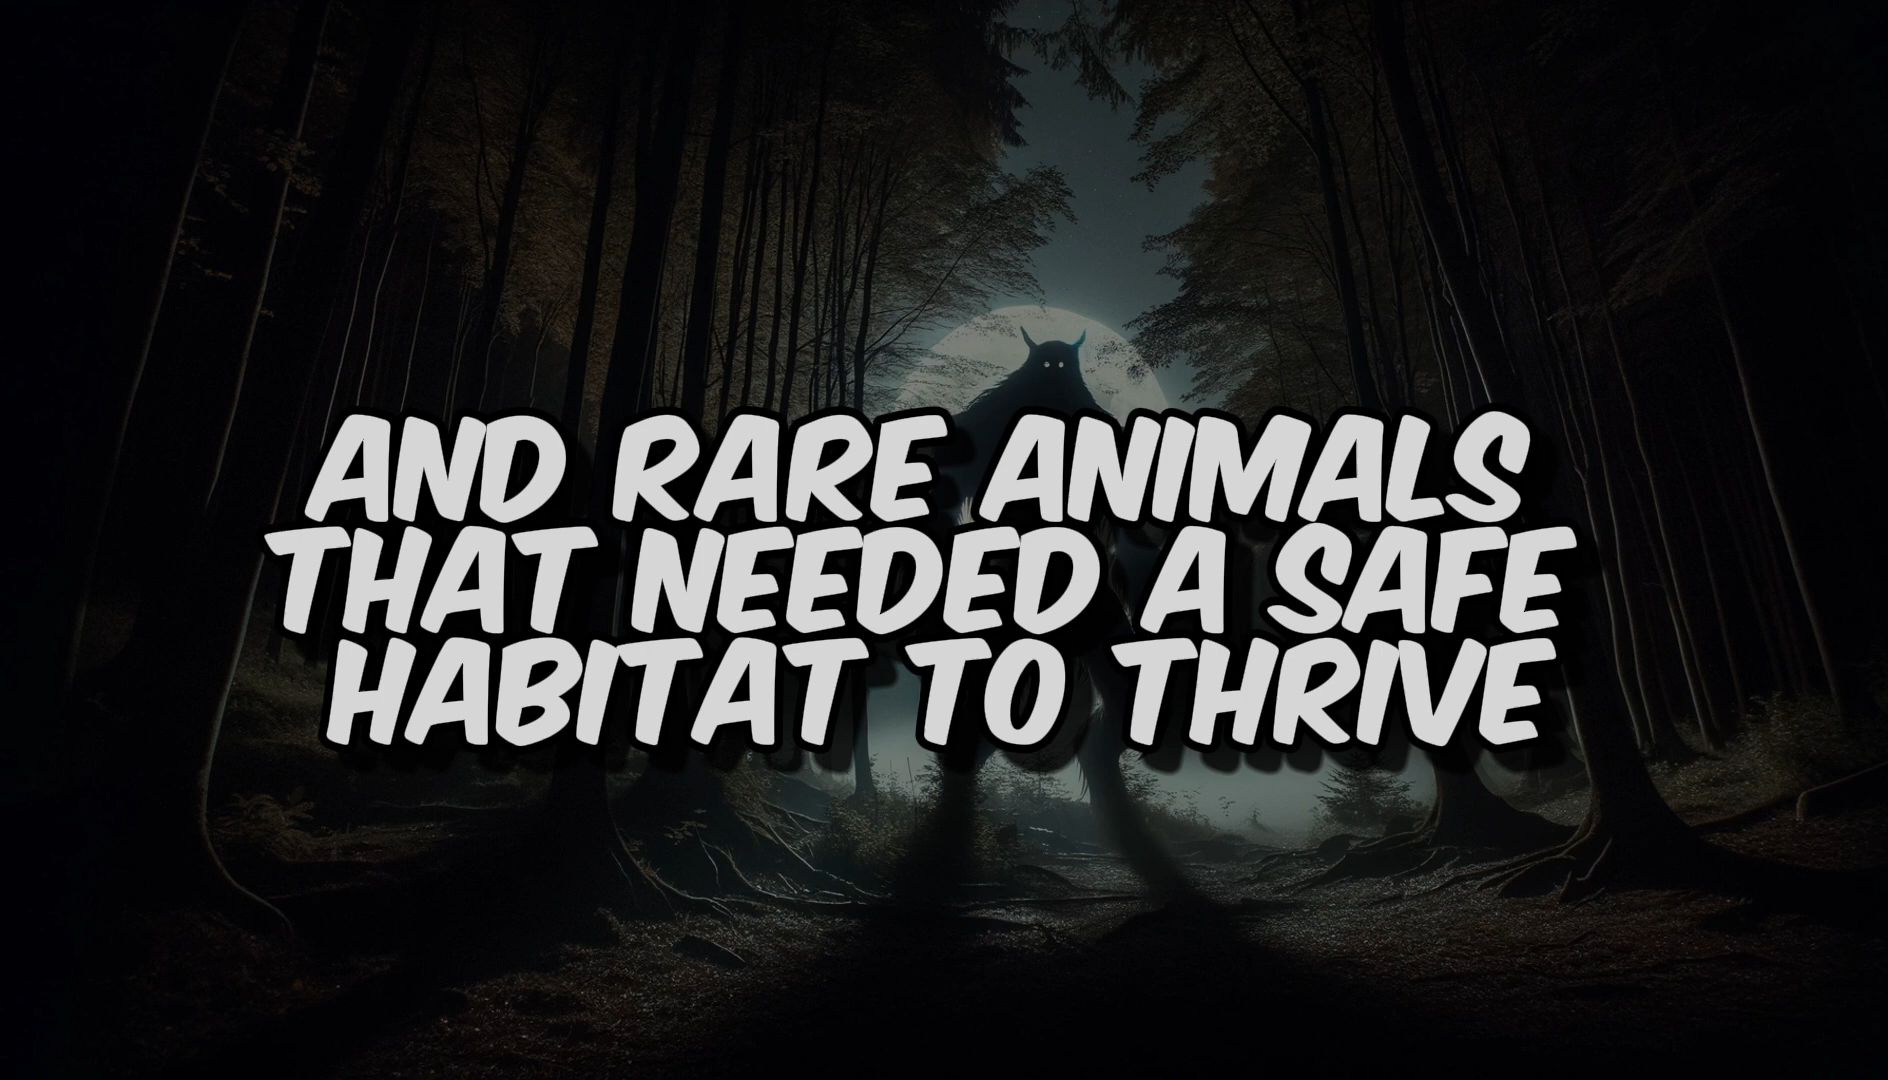 AND RARE ANIMALS
THAT NEEDED A SAFE
HABITAT TO THRIVE